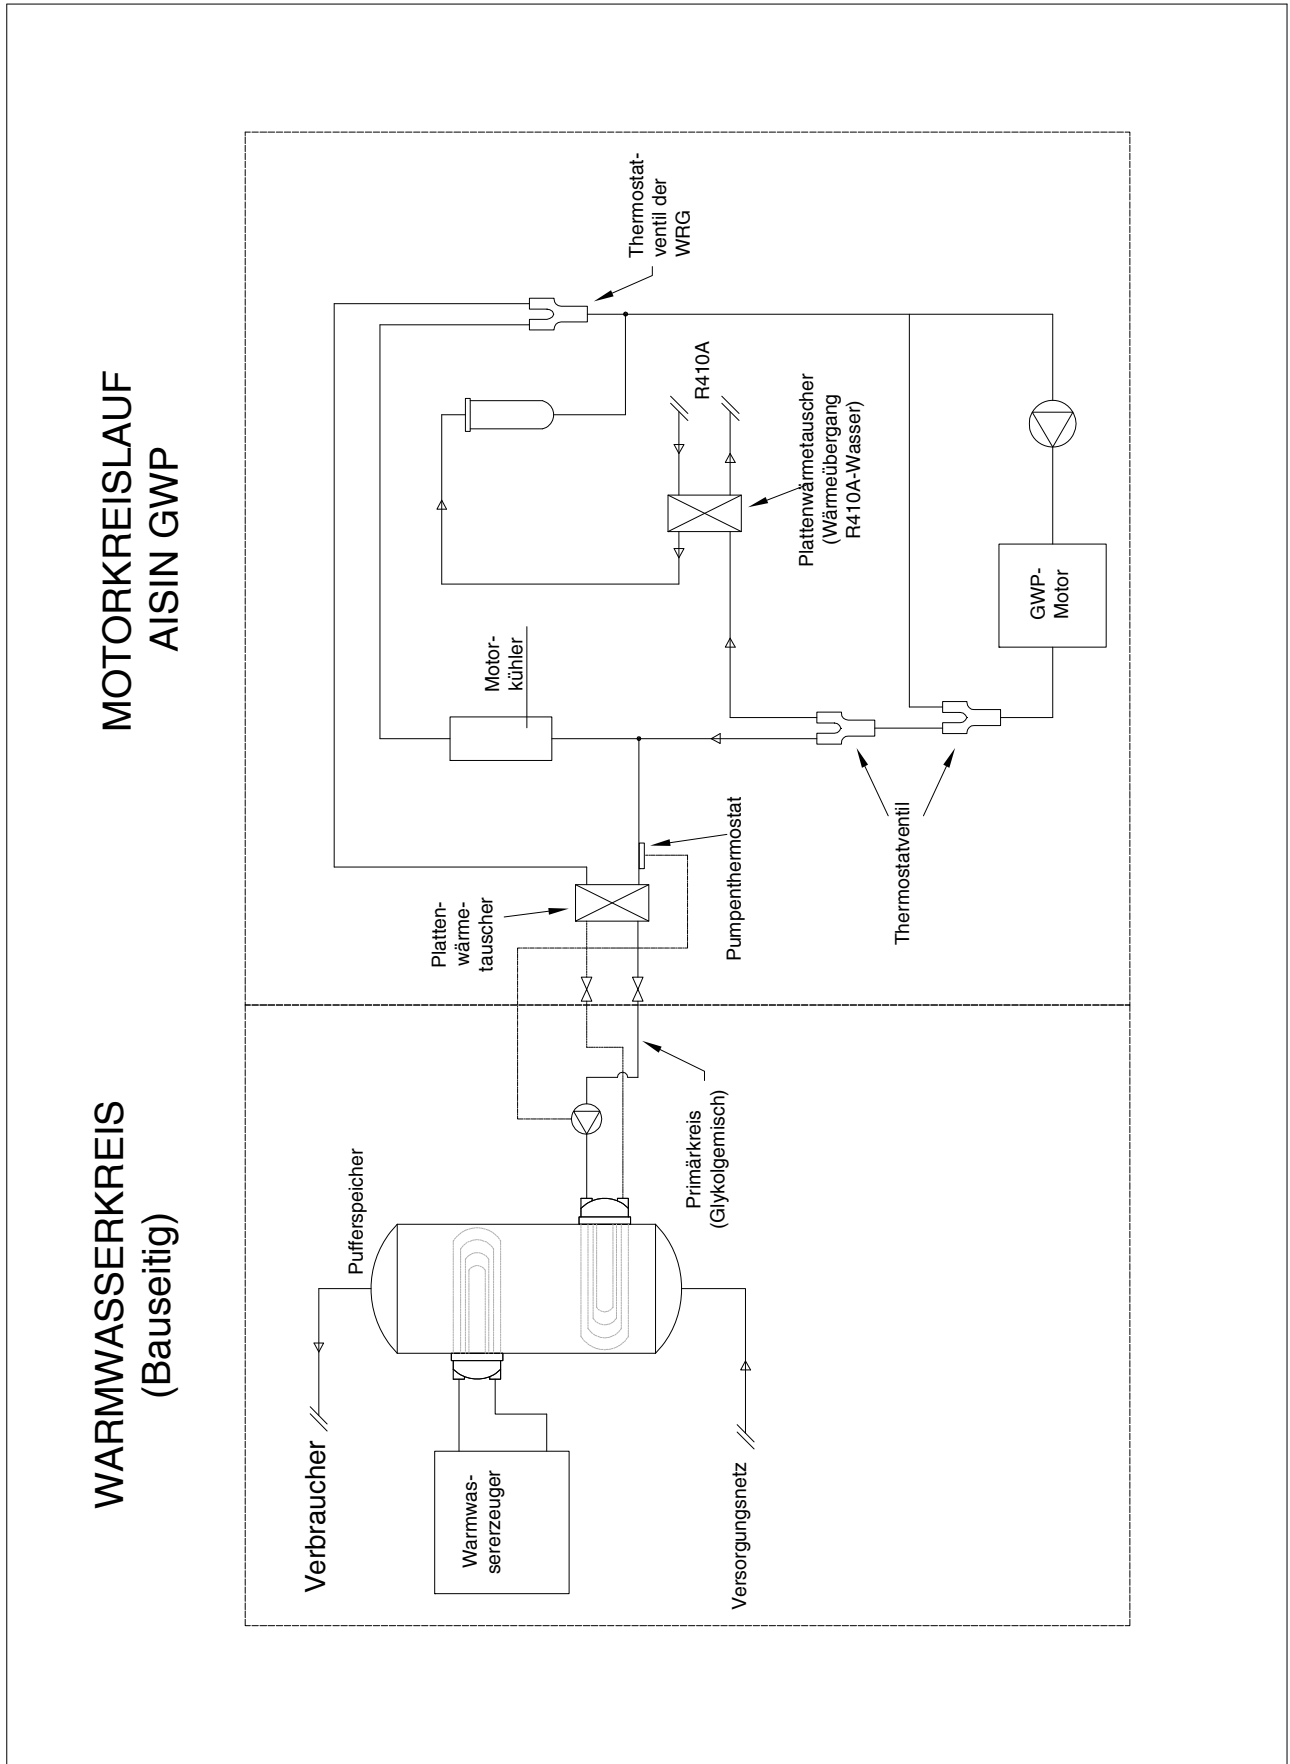 WARMWASSERKREIS
(Bauseitig)
MOTORKREISLAUF
AISIN GWP
Verbraucher
Pufferspeicher
Warmwas-
sererzeuger
Versorgungsnetz
Primärkreis
(Glykolgemisch)
Platten-
wärme-
tauscher
Pumpenthermostat
Motor-
kühler
Thermostatventil
Thermostat-
ventil der
WRG
R410A
Plattenwärmetauscher
(Wärmeübergang
R410A-Wasser)
GWP-
Motor